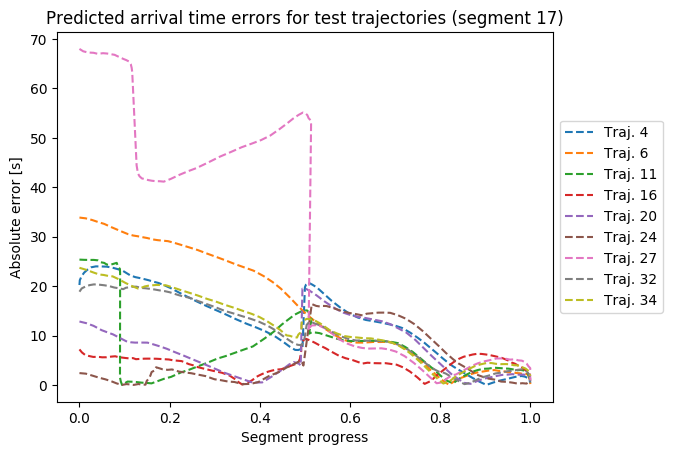 Predicted arrival time errors for test trajectories (segment 17)
Absolute error [s]
70
60
50
40
30
20
10
0
0.0 0.2 0.4 0.6 0.8 1.0
Segment progress
Traj. 4
Traj. 6
Traj. 11
Traj. 16
Traj. 20
Traj. 24
Traj. 27
Traj. 32
Traj. 34